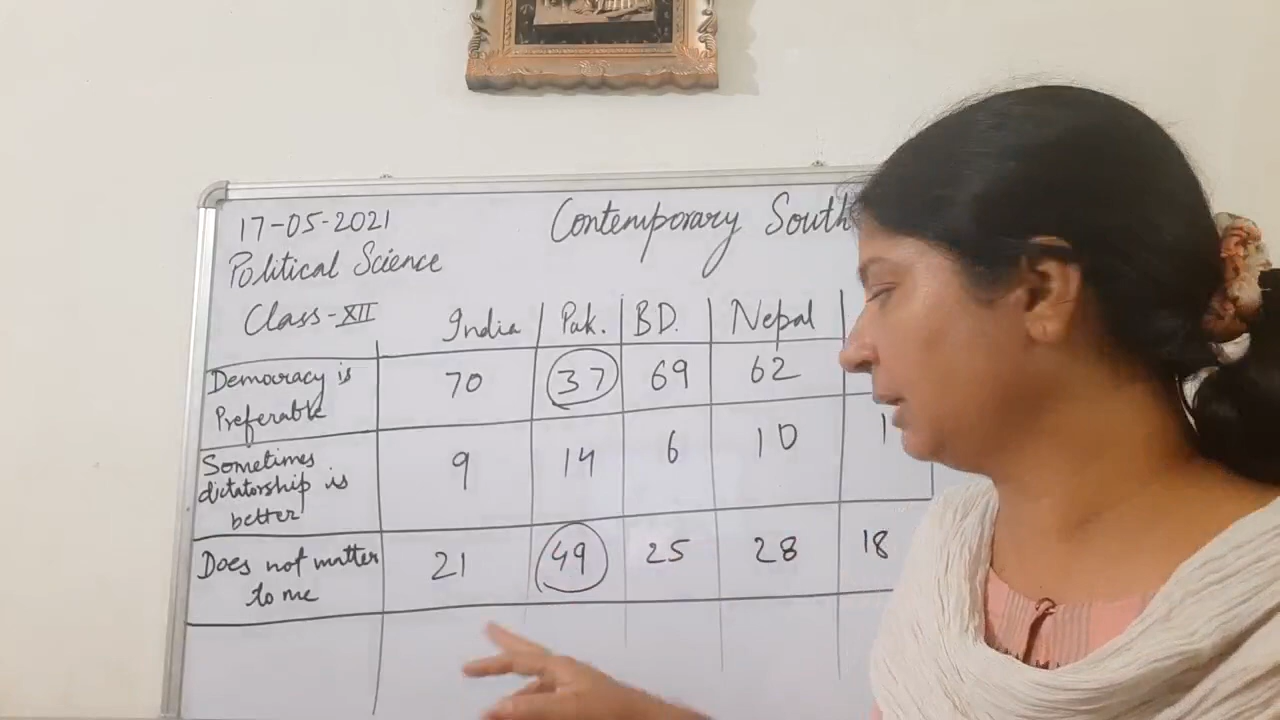 17-05-2021
Contemporary South
Political Science
Class-XII
India Pak. BD. Nepal
Democracy is
Preferable
70 37 69 62
Sometimes
dictatorship is
better
9 14 6 10
Does not matter
to me
21 49 25 28 18